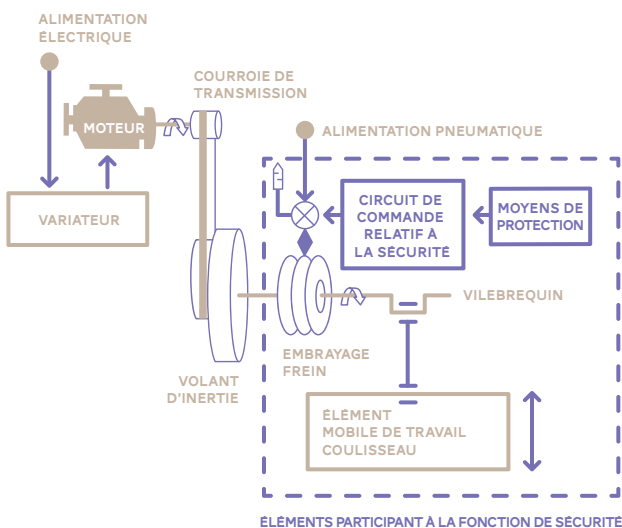 ALIMENTATION
ÉLECTRIQUE
COURROIE DE
TRANSMISSION
MOTEUR
ALIMENTATION PNEUMATIQUE
VARIATEUR
CIRCUIT DE
COMMANDE
RELATIF À
LA SÉCURITÉ
MOYENS DE
PROTECTION
VILEBREQUIN
EMBRAYAGE
FREIN
VOLANT
D'INERTIE
ÉLÉMENT
MOBILE DE TRAVAIL
COULISSEAU
ÉLÉMENTS PARTICIPANT À LA FONCTION DE SÉCURITÉ